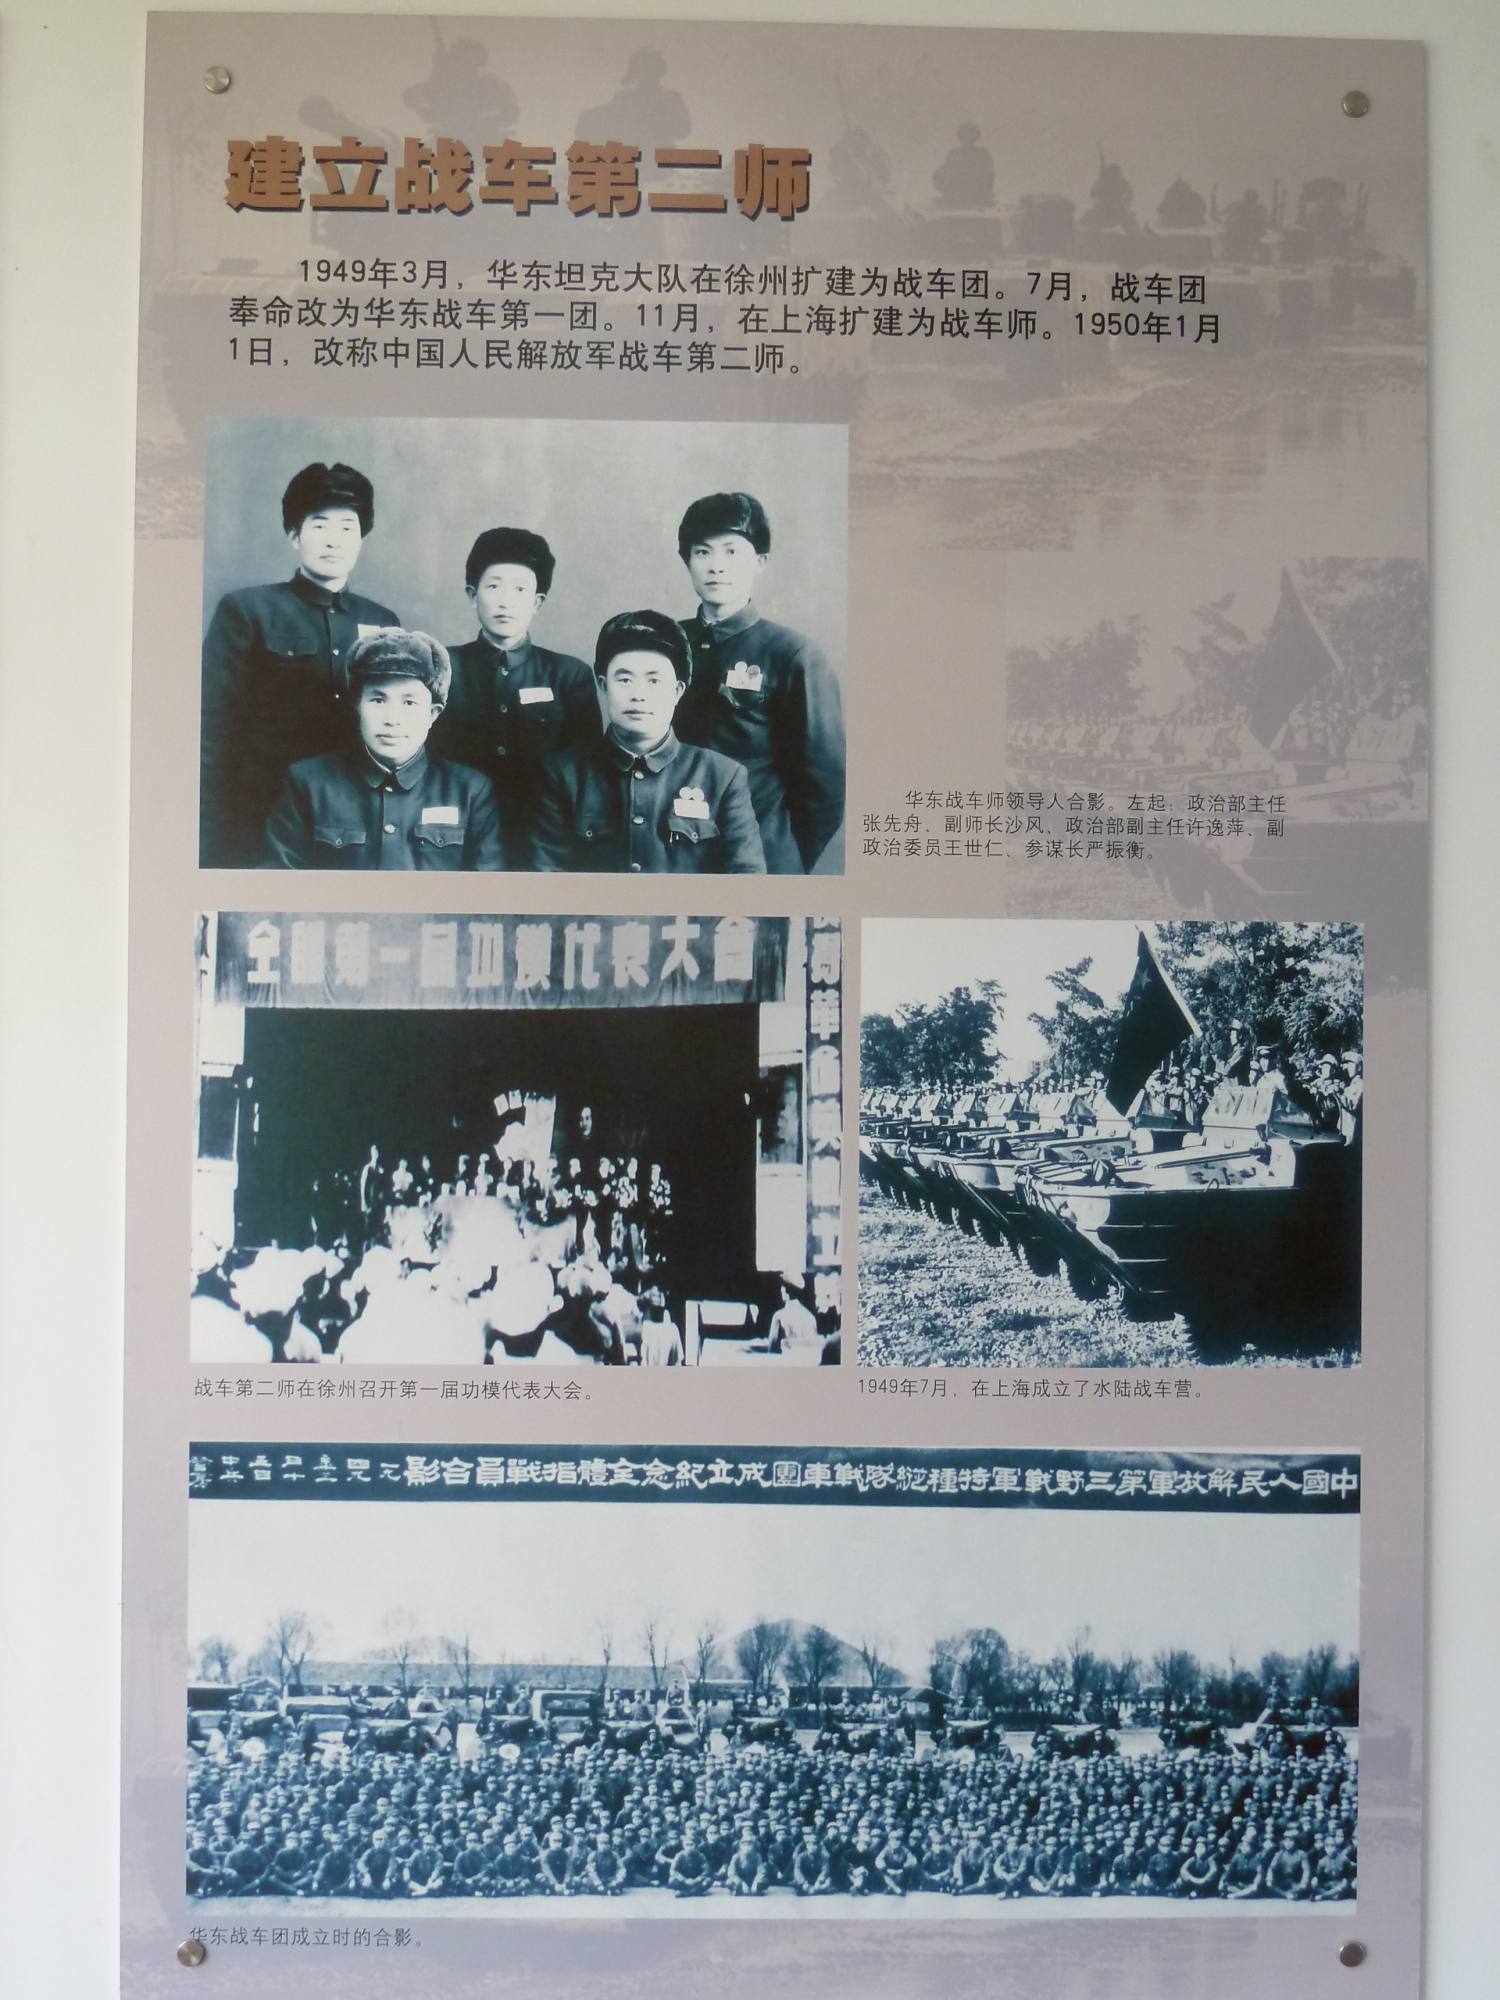 建立战车第二师
1949年3月，华东坦克大队在徐州扩建为战车团。7月，战车团
奉命改为华东战车第一团。11月，在上海扩建为战车师。1950年1月
1日，改称中国人民解放军战车第二师。
华东战车师领导人合影。左起：政治部主任
张先舟、副师长沙风、政治部副主任许逸萍、副
政治委员王世仁、参谋长严振衡。
全师第一届功模代表大会
战车第二师在徐州召开第一届功模代表大会。
1949年7月，在上海成立了水陆战车营。
中國人民解放軍第三野戰軍特種縱隊戰車團成立紀念全體指戰員合影
华东战车团成立时的合影。